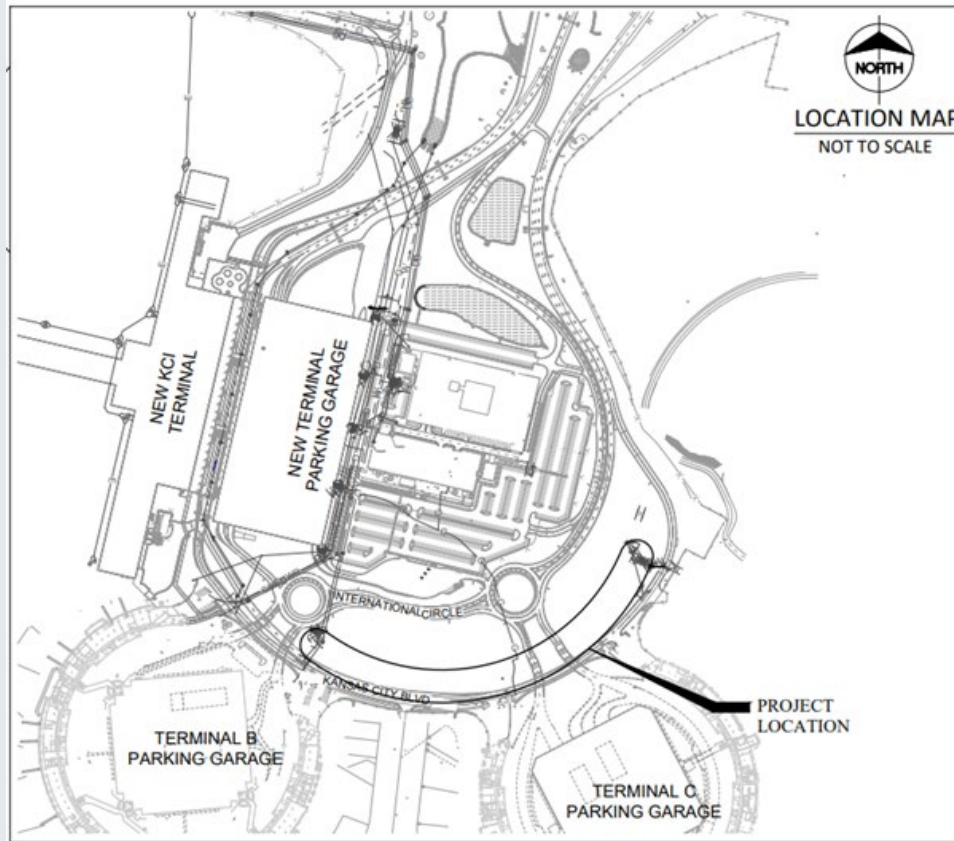 NORTH
LOCATION MAP
NOT TO SCALE
NEW KCI
TERMINAL
NEW TERMINAL
PARKING GARAGE
INTERNATIONAL CIRCLE
KANSAS CITY BLVD
PROJECT
LOCATION
TERMINAL B
PARKING GARAGE
TERMINAL C
PARKING GARAGE